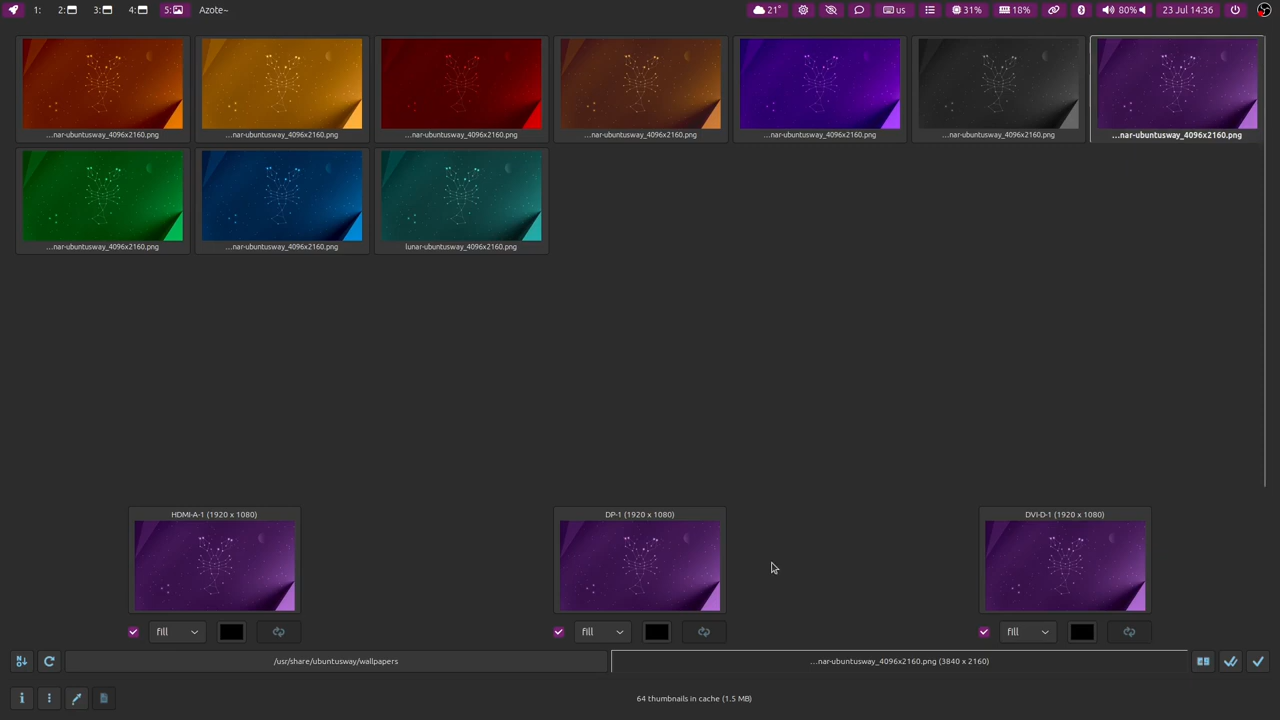 1: 2: 3: 4: 5: Azote~ 21° us 31% 18% 80% 23 Jul 14:36
...nar-ubuntusway_4096x2160.png ...nar-ubuntusway_4096x2160.png ...nar-ubuntusway_4096x2160.png ...nar-ubuntusway_4096x2160.png ...nar-ubuntusway_4096x2160.png ...nar-ubuntusway_4096x2160.png ...nar-ubuntusway_4096x2160.png
...nar-ubuntusway_4096x2160.png ...nar-ubuntusway_4096x2160.png lunar-ubuntusway_4096x2160.png
HDMI-A-1 (1920 x 1080) DP-1 (1920 x 1080) DVI-D-1 (1920 x 1080)
fill fill fill
/usr/share/ubuntusway/wallpapers ...nar-ubuntusway_4096x2160.png (3840 x 2160)
64 thumbnails in cache (1.5 MB)